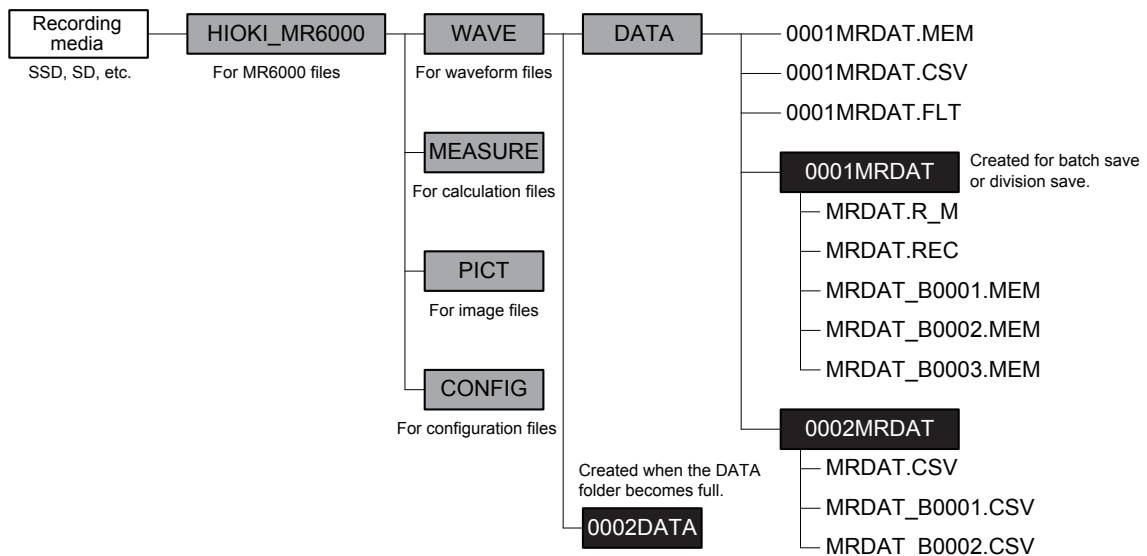 Recording
media
SSD, SD, etc.
HIOKI_MR6000
For MR6000 files
WAVE
For waveform files
MEASURE
For calculation files
PICT
For image files
CONFIG
For configuration files
DATA
Created when the DATA
folder becomes full.
0002DATA
0001MRDAT.MEM
0001MRDAT.CSV
0001MRDAT.FLT
0001MRDAT
Created for batch save
or division save.
MRDAT.R_M
MRDAT.REC
MRDAT_B0001.MEM
MRDAT_B0002.MEM
MRDAT_B0003.MEM
0002MRDAT
MRDAT.CSV
MRDAT_B0001.CSV
MRDAT_B0002.CSV